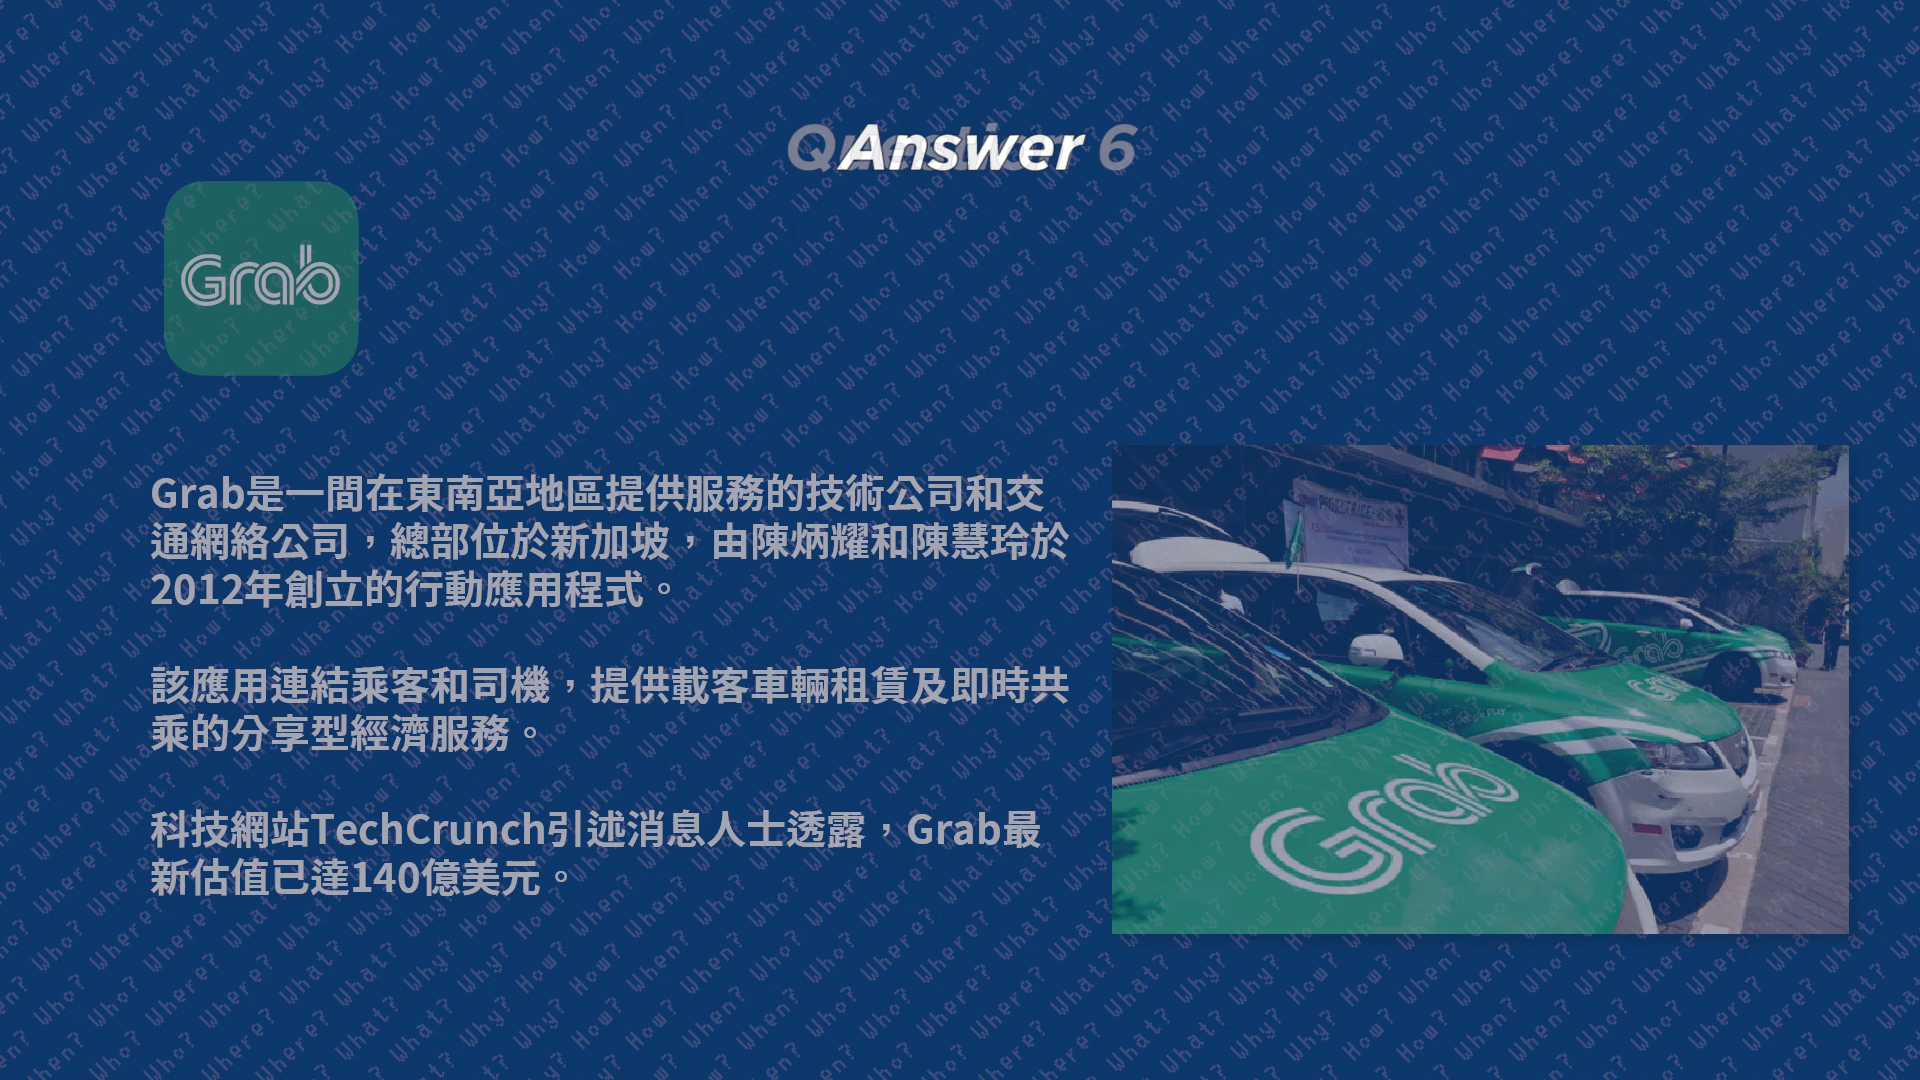 Answer 6
Grab
Grab是一間在東南亞地區提供服務的技術公司和交
通網絡公司，總部位於新加坡，由陳炳耀和陳慧玲於
2012年創立的行動應用程式。
該應用連結乘客和司機，提供載客車輛租賃及即時共
乘的分享型經濟服務。
科技網站TechCrunch引述消息人士透露，Grab最
新估值已達140億美元。
Grab
Grab
Grab